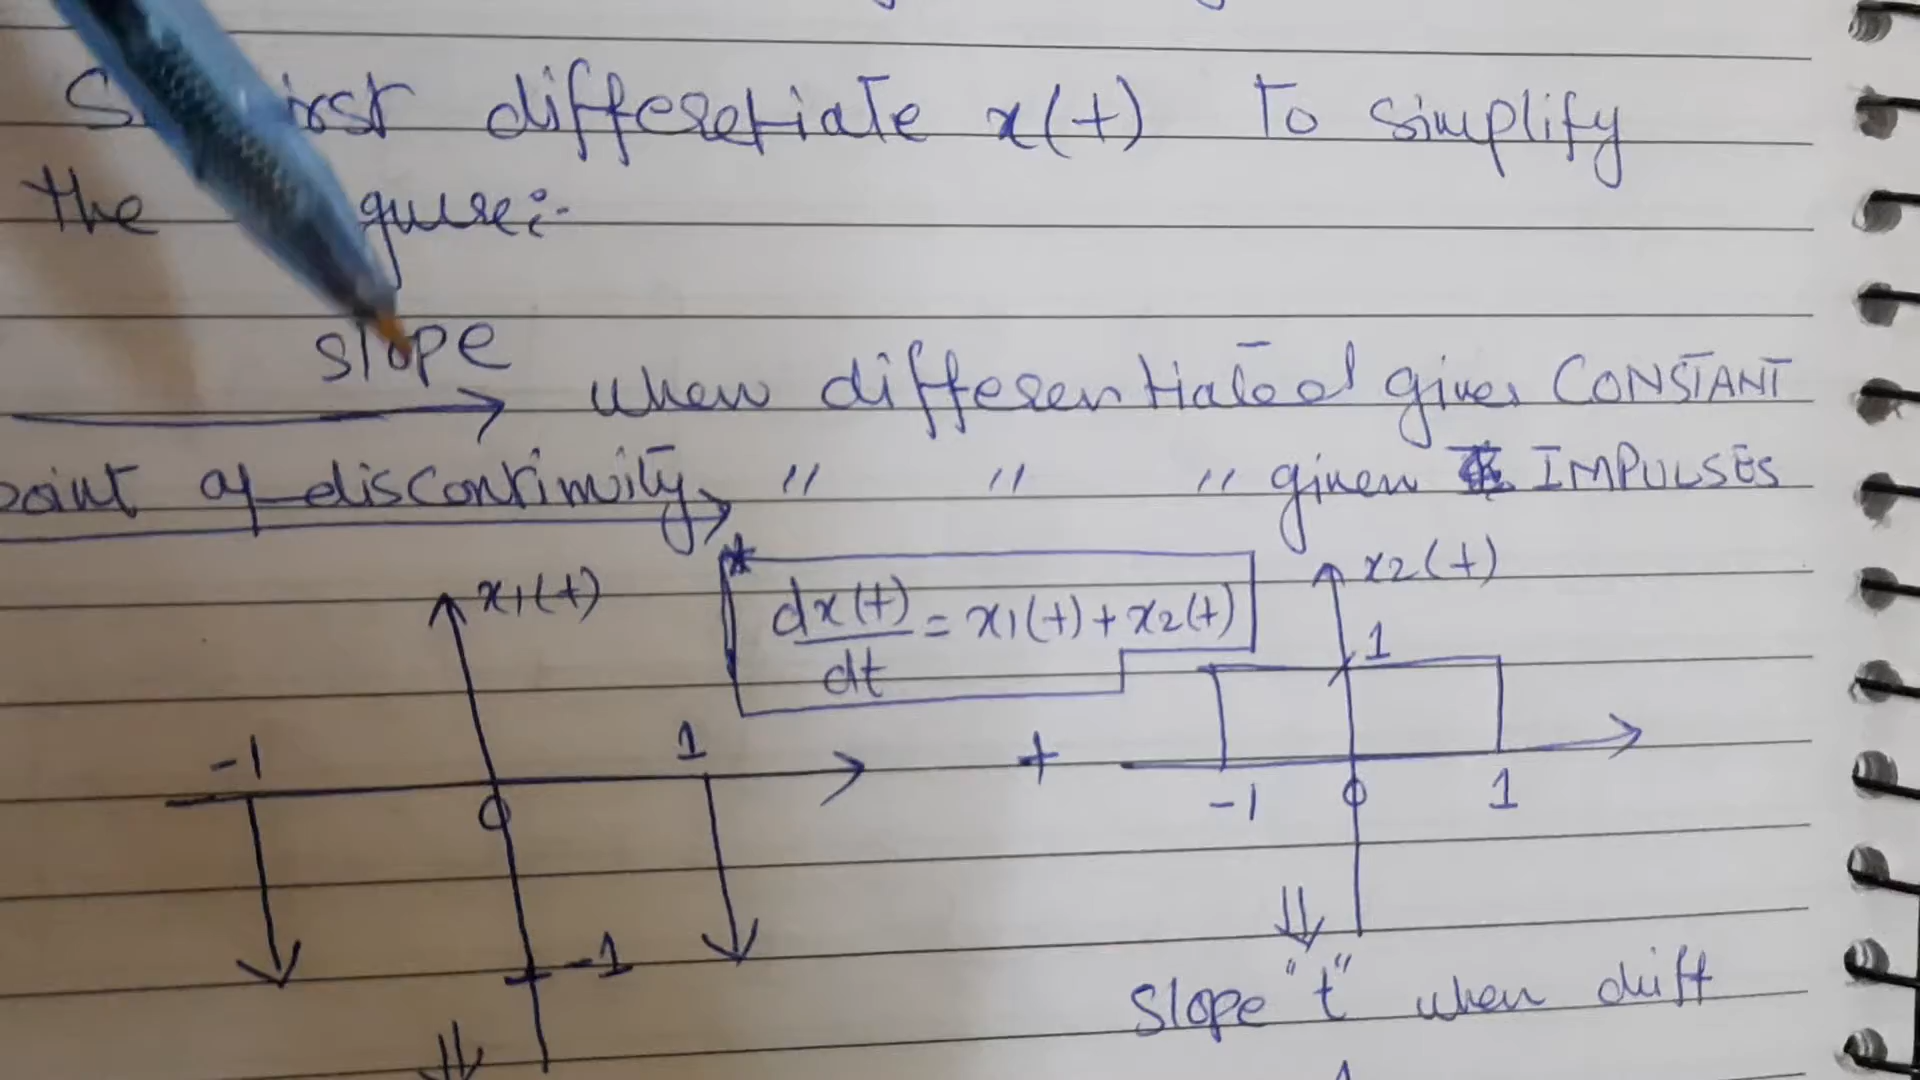 differetiate x(t) To simplify
the
slope when differentiated gives CONSTANT
point of discontinuity " " " given IMPULSES
x1(t)
dx(t)/dt = x1(t) + x2(t)
x2(t)
1
-1 1
0
-1
+
-1 0 1
slope "t" when diff